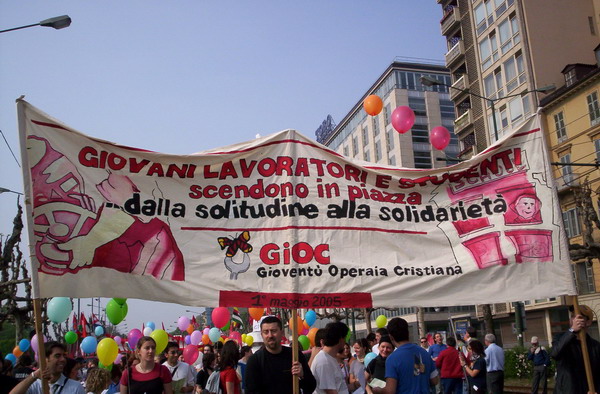 GIOVANI LAVORATORI E STUDENTI
scendono in piazza
...dalla solitudine alla solidarietà
GiOC
Gioventù Operaia Cristiana
1° maggio 2005